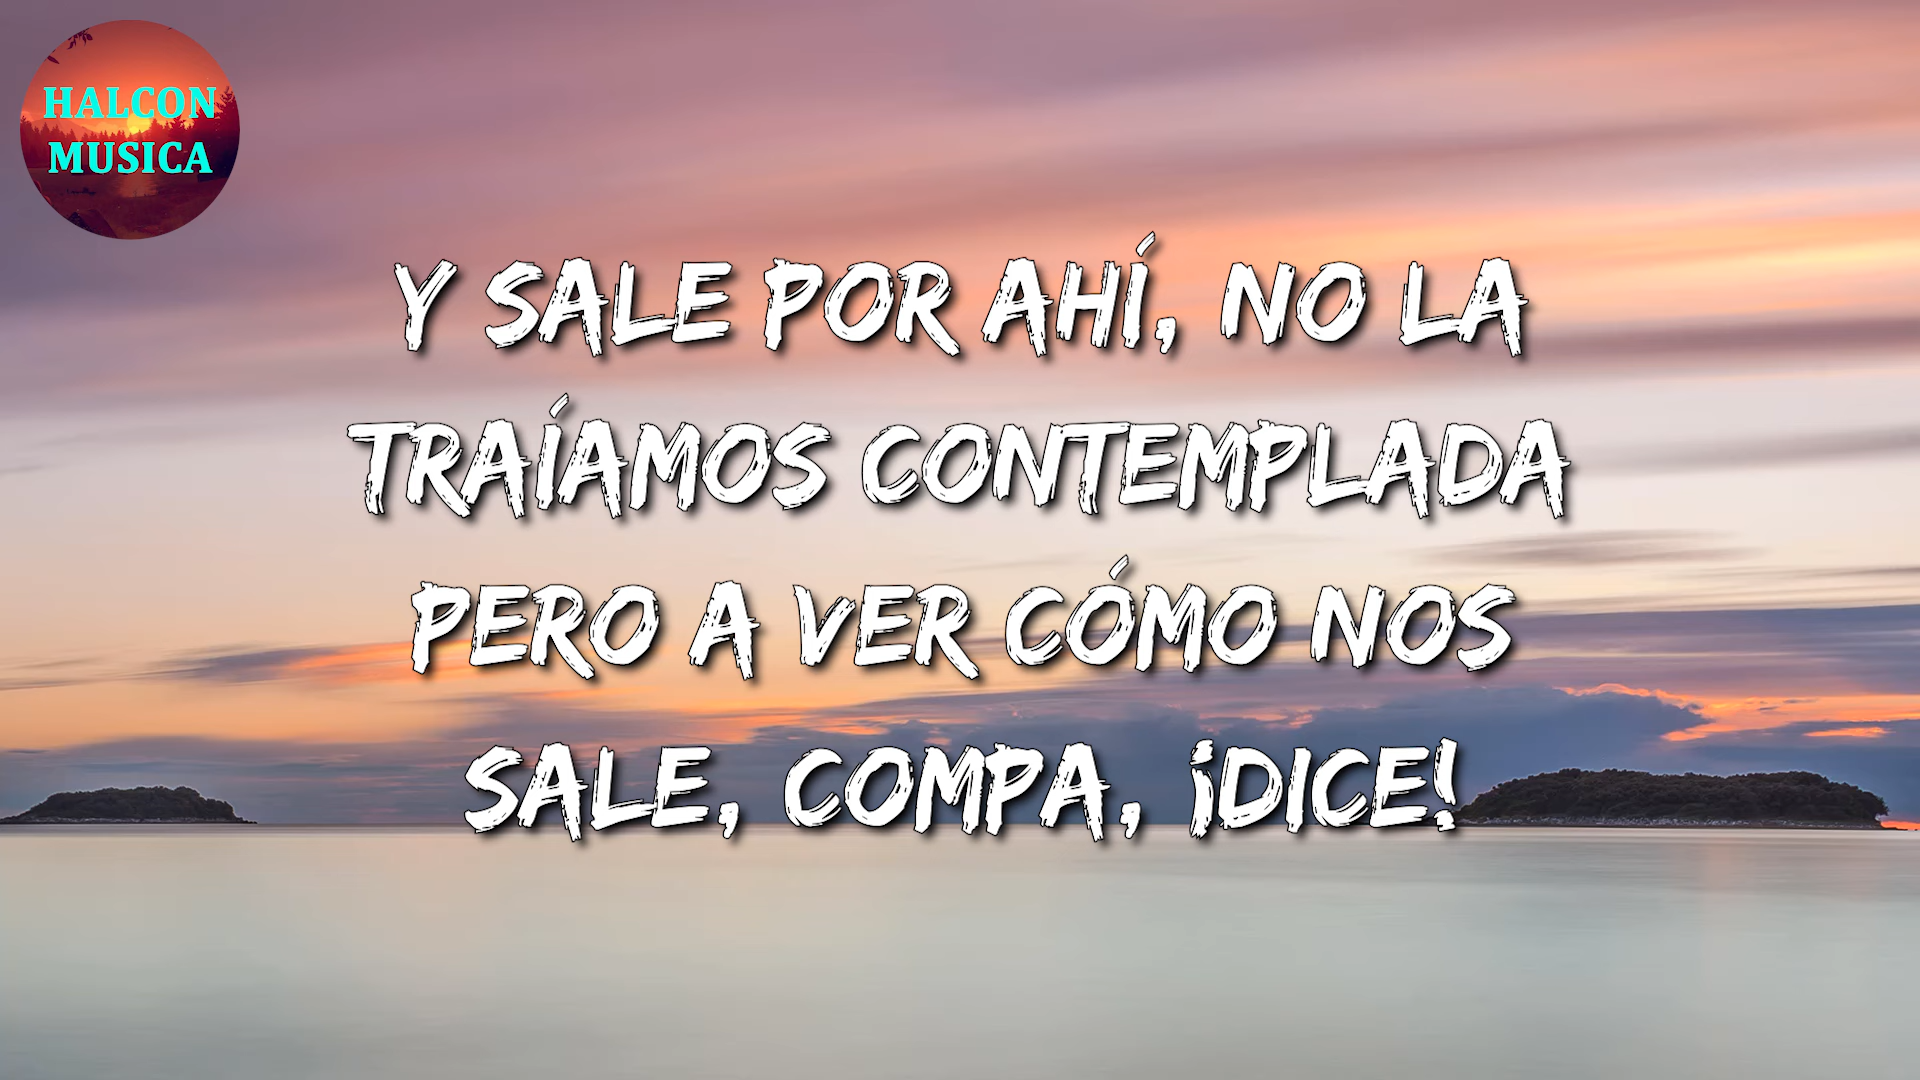 HALCON
MUSICA
Y SALE POR AHÍ, NO LA
TRAÍAMOS CONTEMPLADA
PERO A VER CÓMO NOS
SALE, COMPA, ¡DICE!